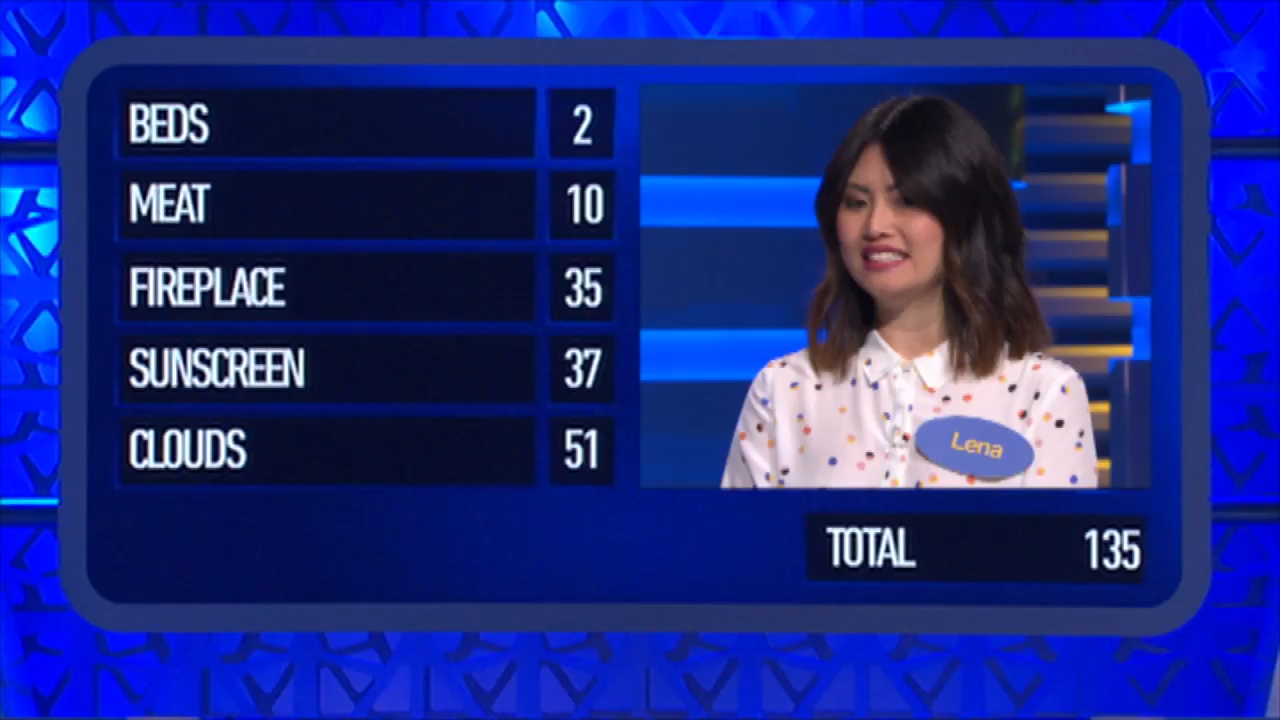 BEDS 2
MEAT 10
FIREPLACE 35
SUNSCREEN 37
CLOUDS 51
Lena
TOTAL 135